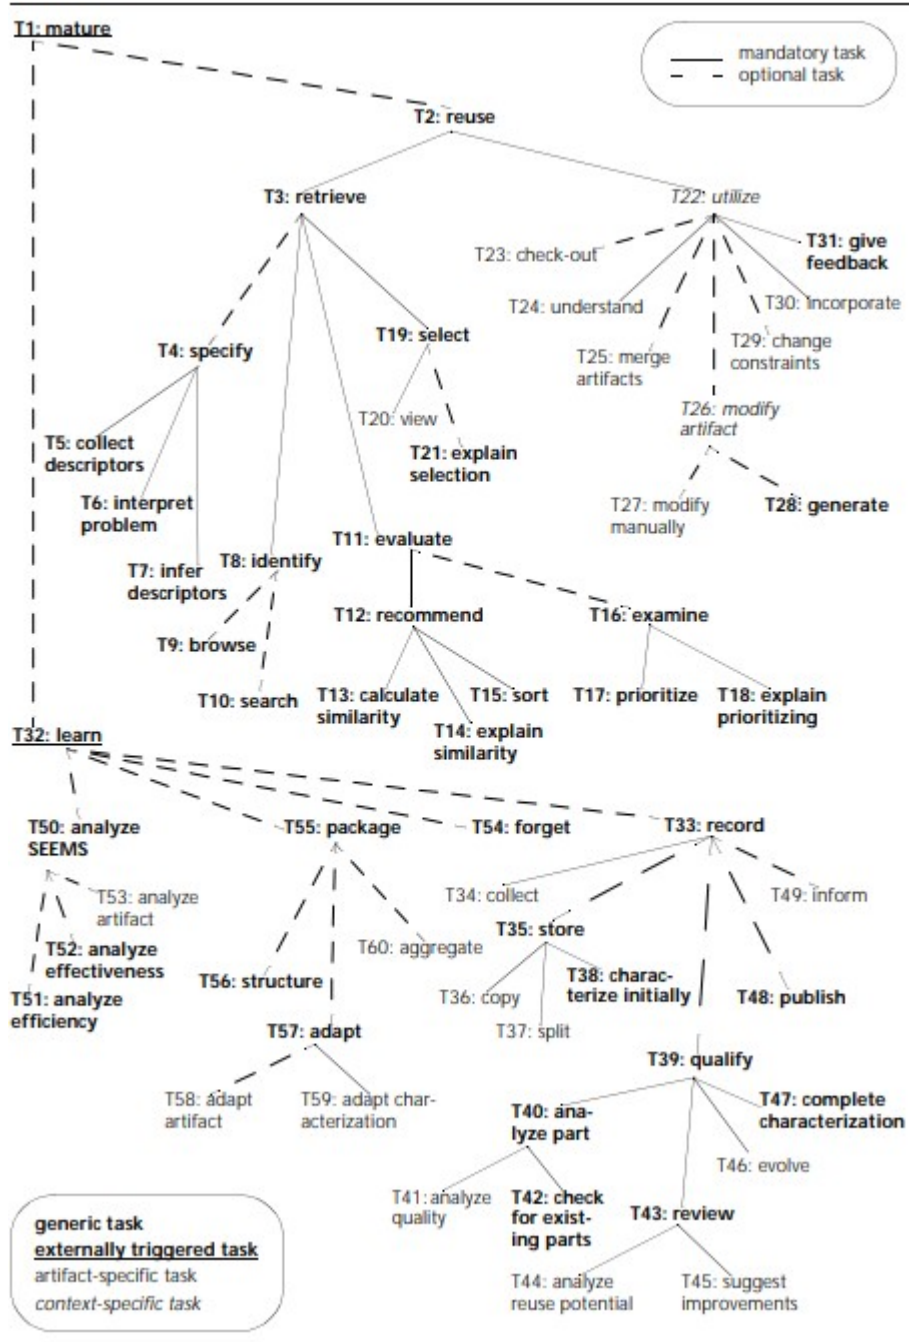 T1: mature
mandatory task
optional task
T2: reuse
T3: retrieve
T22: utilize
T23: check-out
T31: give
feedback
T24: understand
T30: incorporate
T19: select
T4: specify
T25: merge
artifacts
T29: change
constraints
T20: view
T26: modify
artifact
T5: collect
descriptors
T21: explain
selection
T6: interpret
problem
T27: modify
manually
T28: generate
T11: evaluate
T7: infer
descriptors
T8: identify
T12: recommend
T16: examine
T9: browse
T10: search
T13: calculate
similarity
T15: sort
T17: prioritize
T18: explain
prioritizing
T14: explain
similarity
T32: learn
T50: analyze
SEEMS
T55: package
T54: forget
T33: record
T53: analyze
artifact
T34: collect
T49: inform
T35: store
T52: analyze
effectiveness
T60: aggregate
T56: structure
T38: charac-
terize initially
T51: analyze
efficiency
T36: copy
T48: publish
T57: adapt
T37: split
T39: qualify
T58: adapt
artifact
T59: adapt char-
acterization
T40: ana-
lyze part
T47: complete
characterization
T46: evolve
T41: analyze
quality
T42: check
for exist-
ing parts
T43: review
generic task
externally triggered task
artifact-specific task
context-specific task
T44: analyze
reuse potential
T45: suggest
improvements